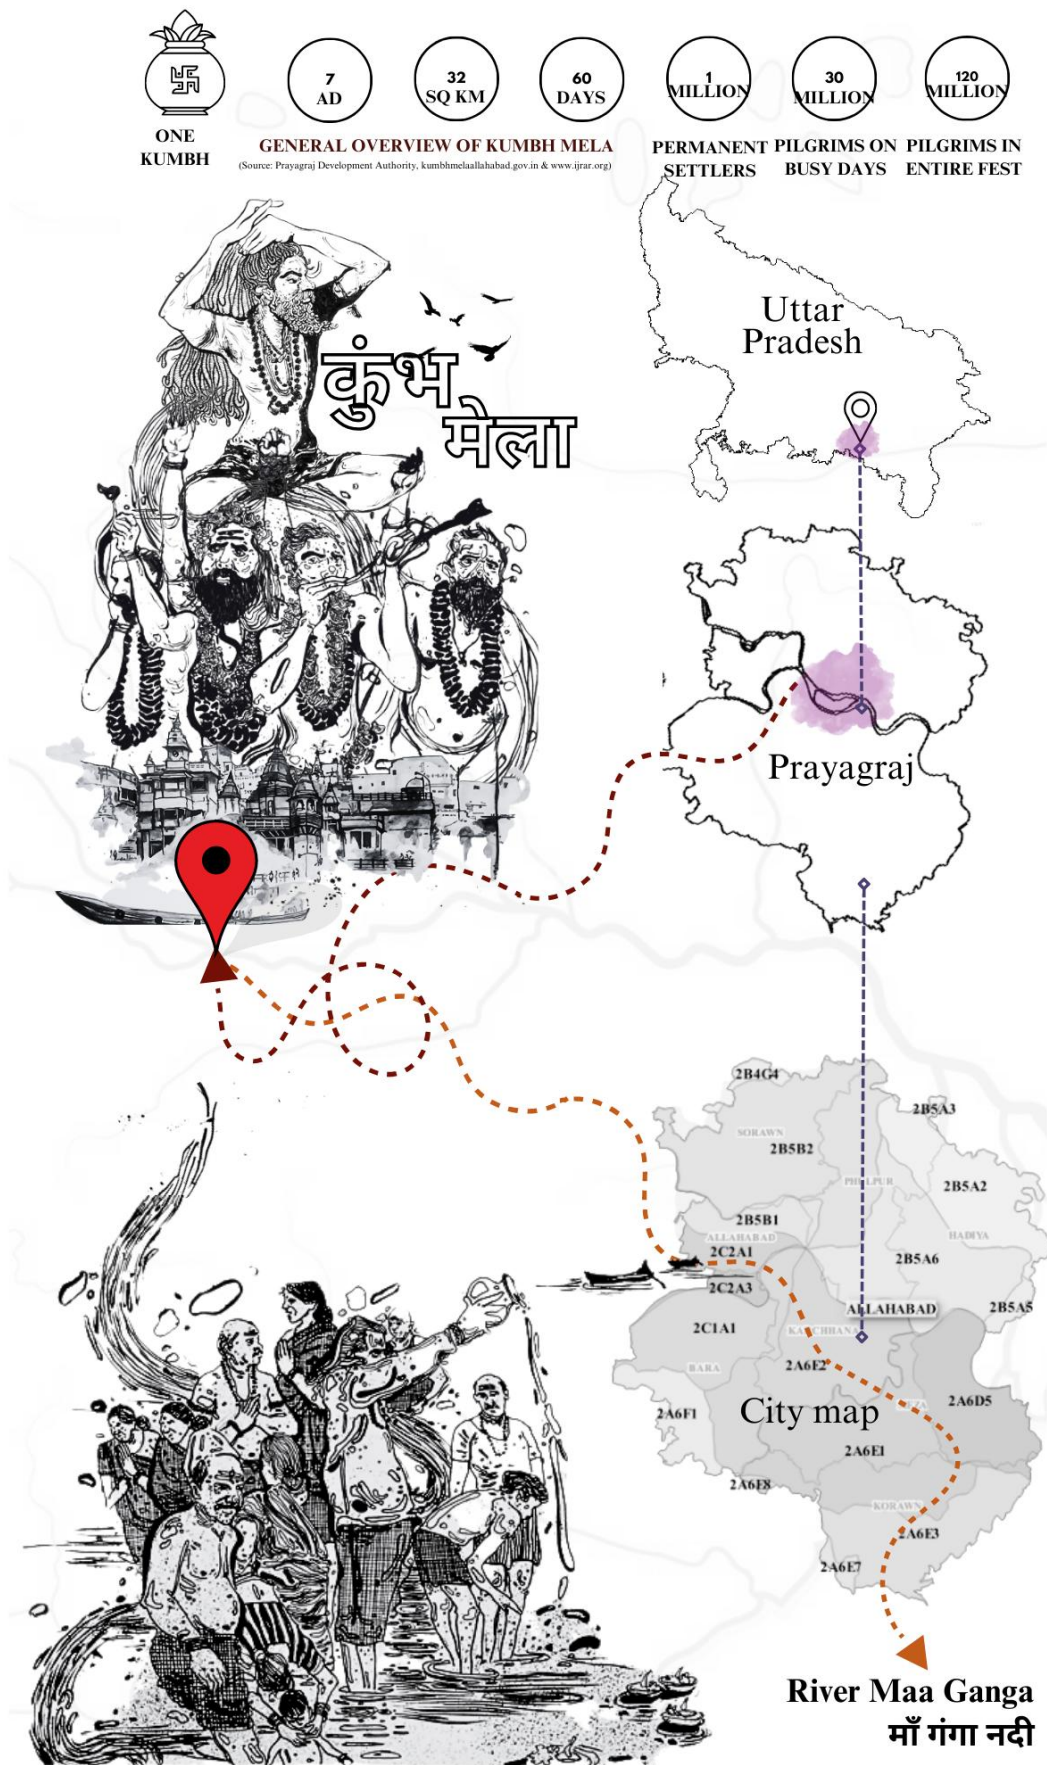 7
AD
32
SQ KM
60
DAYS
1
MILLION
30
MILLION
120
MILLION
ONE
KUMBH
GENERAL OVERVIEW OF KUMBH MELA
(Source: Prayagraj Development Authority, kumbhmelaallahabad.gov.in & www.ijrar.org)
PERMANENT
SETTLERS
PILGRIMS ON
BUSY DAYS
PILGRIMS IN
ENTIRE FEST
Uttar
Pradesh
कुंभ
मेला
Prayagraj
2B4G4
2B5A3
SORAWN
2B5B2
2B5A2
2B5B1
ALLAHABAD
HADIYA
2C2A1
2B5A6
2C2A3
ALLAHABAD
2B5A5
2C1A1
2A6E2
BARA
2A6D5
2A6F1
City map
2A6E1
2A6F8
KORAWN
2A6E3
2A6E7
River Maa Ganga
माँ गंगा नदी